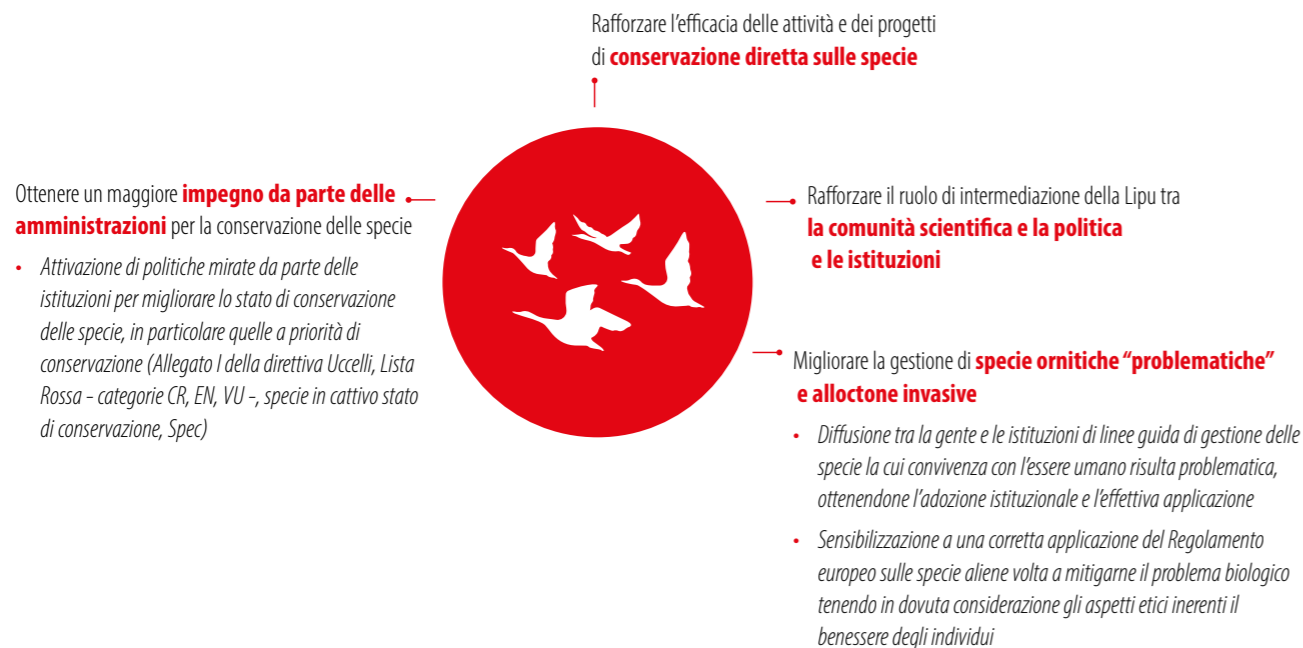 Rafforzare l'efficacia delle attività e dei progetti
di conservazione diretta sulle specie
Ottenere un maggiore impegno da parte delle
amministrazioni per la conservazione delle specie
• Attivazione di politiche mirate da parte delle
istituzioni per migliorare lo stato di conservazione
delle specie, in particolare quelle a priorità di
conservazione (Allegato I della direttiva Uccelli, Lista
Rossa - categorie CR, EN, VU -, specie in cattivo stato
di conservazione, Spec)
Rafforzare il ruolo di intermediazione della Lipu tra
la comunità scientifica e la politica
e le istituzioni
Migliorare la gestione di specie ornitiche “problematiche”
e alloctone invasive
• Diffusione tra la gente e le istituzioni di linee guida di gestione delle
specie la cui convivenza con l'essere umano risulta problematica,
ottenendone l'adozione istituzionale e l'effettiva applicazione
• Sensibilizzazione a una corretta applicazione del Regolamento
europeo sulle specie aliene volta a mitigarne il problema biologico
tenendo in dovuta considerazione gli aspetti etici inerenti il
benessere degli individui